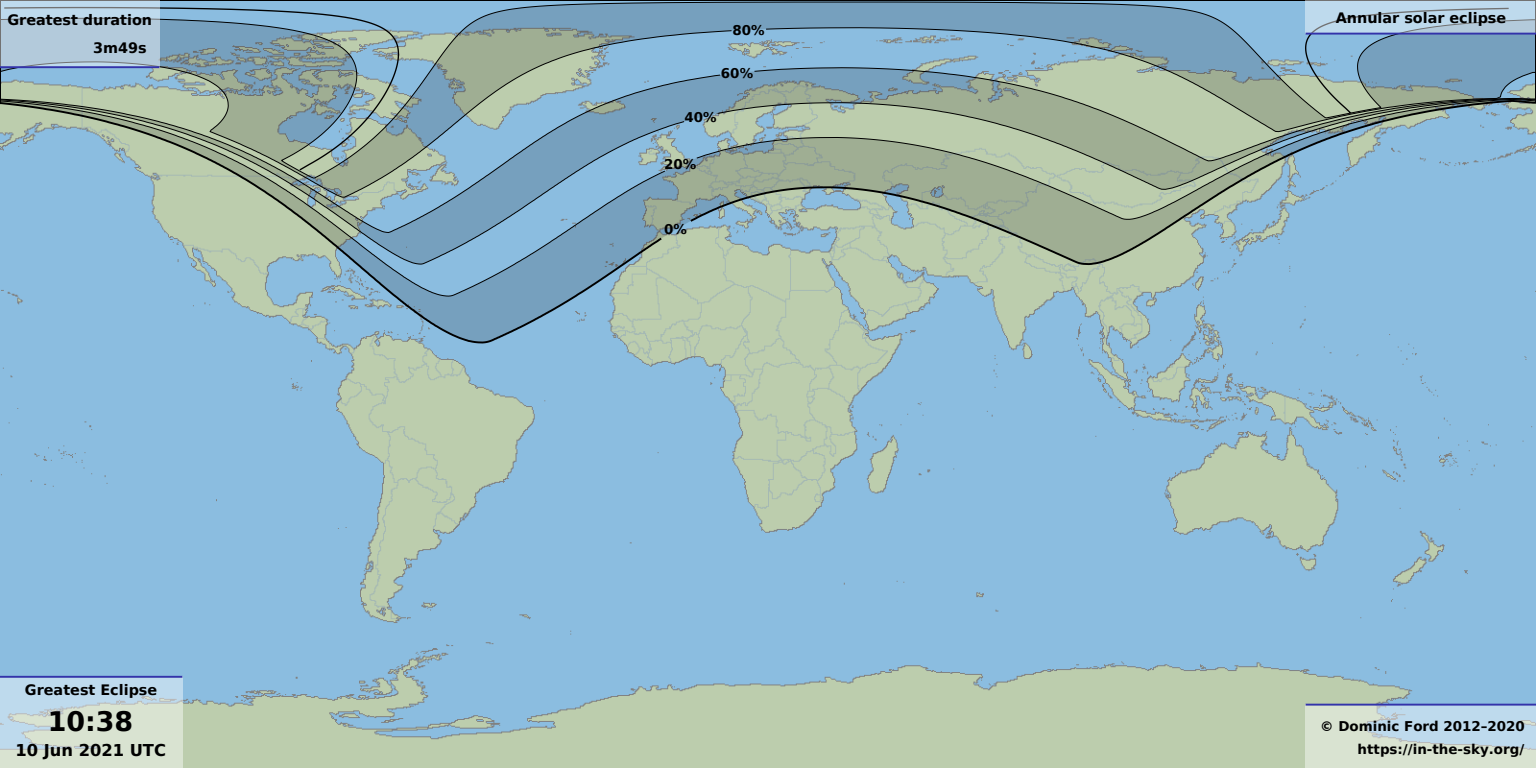 Greatest duration
3m49s
Annular solar eclipse
80%
60%
40%
20%
0%
Greatest Eclipse
10:38
10 Jun 2021 UTC
© Dominic Ford 2012–2020
https://in-the-sky.org/